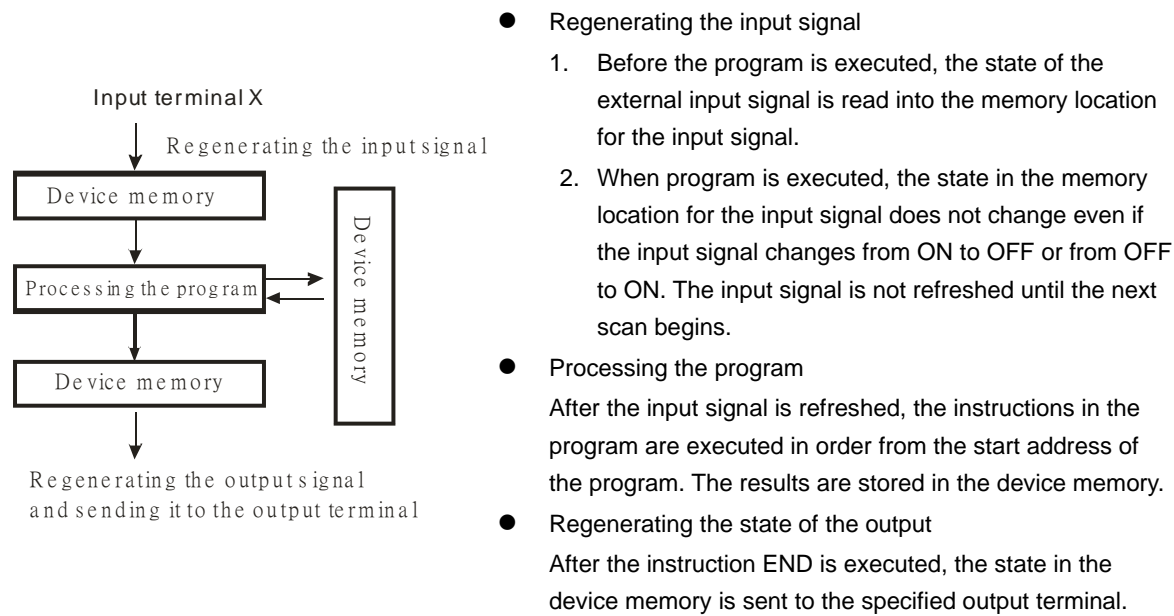 Input terminal X
Regenerating the input signal
Device memory
Processing the program
Device memory
Device memory
Regenerating the output signal
and sending it to the output terminal
● Regenerating the input signal
1. Before the program is executed, the state of the
external input signal is read into the memory location
for the input signal.
2. When program is executed, the state in the memory
location for the input signal does not change even if
the input signal changes from ON to OFF or from OFF
to ON. The input signal is not refreshed until the next
scan begins.
● Processing the program
After the input signal is refreshed, the instructions in the
program are executed in order from the start address of
the program. The results are stored in the device memory.
● Regenerating the state of the output
After the instruction END is executed, the state in the
device memory is sent to the specified output terminal.